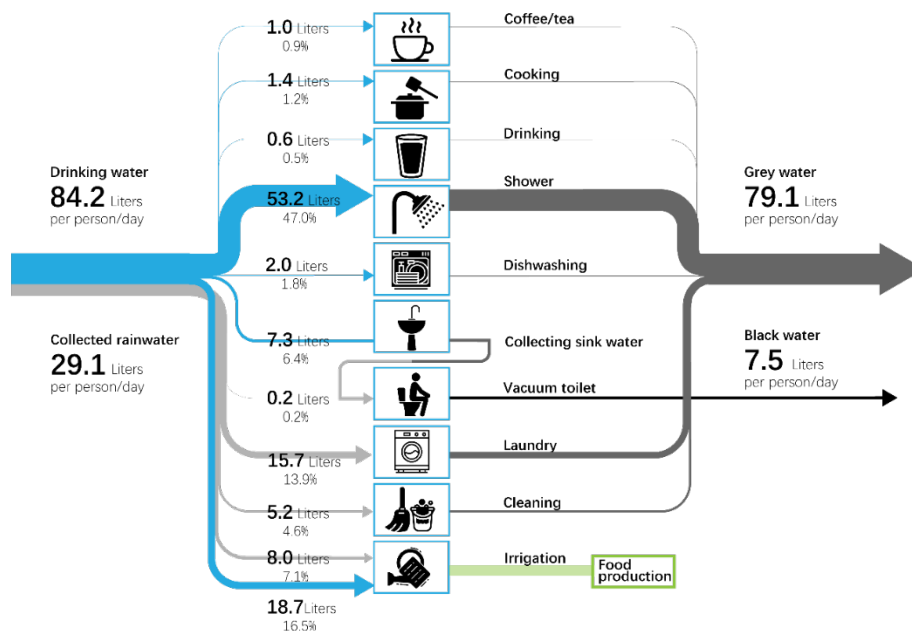 1.0 Liters
0.9%
Coffee/tea
1.4 Liters
1.2%
Cooking
0.6 Liters
0.5%
Drinking
Drinking water
84.2 Liters
per person/day
53.2 Liters
47.0%
Shower
Grey water
79.1 Liters
per person/day
2.0 Liters
1.8%
Dishwashing
Collected rainwater
29.1 Liters
per person/day
7.3 Liters
6.4%
Collecting sink water
Black water
7.5 Liters
per person/day
0.2 Liters
0.2%
Vacuum toilet
15.7 Liters
13.9%
Laundry
5.2 Liters
4.6%
Cleaning
8.0 Liters
7.1%
Irrigation
Food
production
18.7 Liters
16.5%